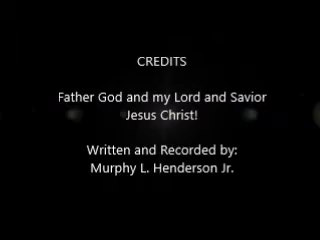 CREDITS
Father God and my Lord and Savior
Jesus Christ!
Written and Recorded by:
Murphy L. Henderson Jr.